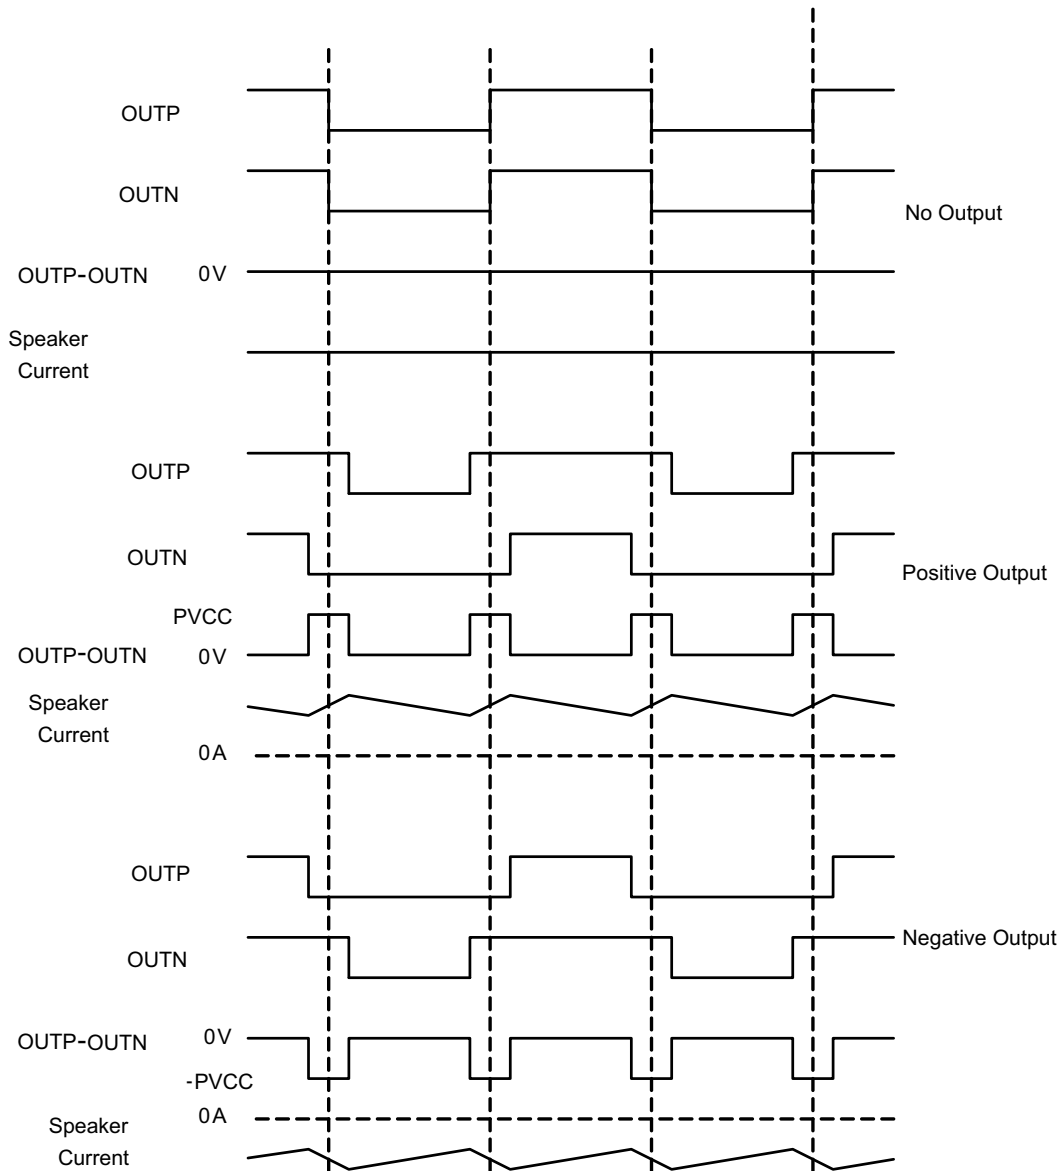 OUTP
OUTN
No Output
OUTP-OUTN 0V
Speaker
Current
OUTP
OUTN
Positive Output
PVCC
OUTP-OUTN 0V
Speaker
Current
0A
OUTP
Negative Output
OUTN
OUTP-OUTN 0V
-PVCC
0A
Speaker
Current